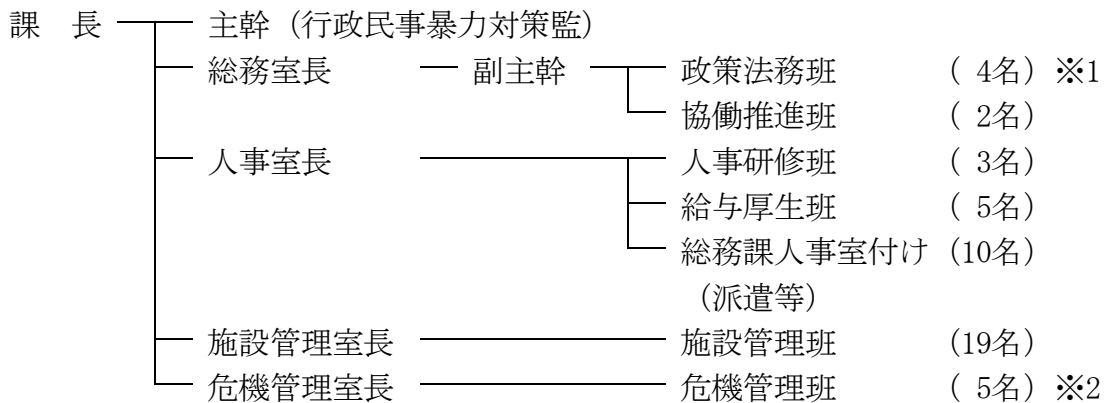 課 長 主幹（行政民事暴力対策監）
総務室長 副主幹 政策法務班 （ 4名）※1
協働推進班 （ 2名）
人事室長 人事研修班 （ 3名）
給与厚生班 （ 5名）
総務課人事室付け （10名）
（派遣等）
施設管理室長 施設管理班 （19名）
危機管理室長 危機管理班 （ 5名）※2